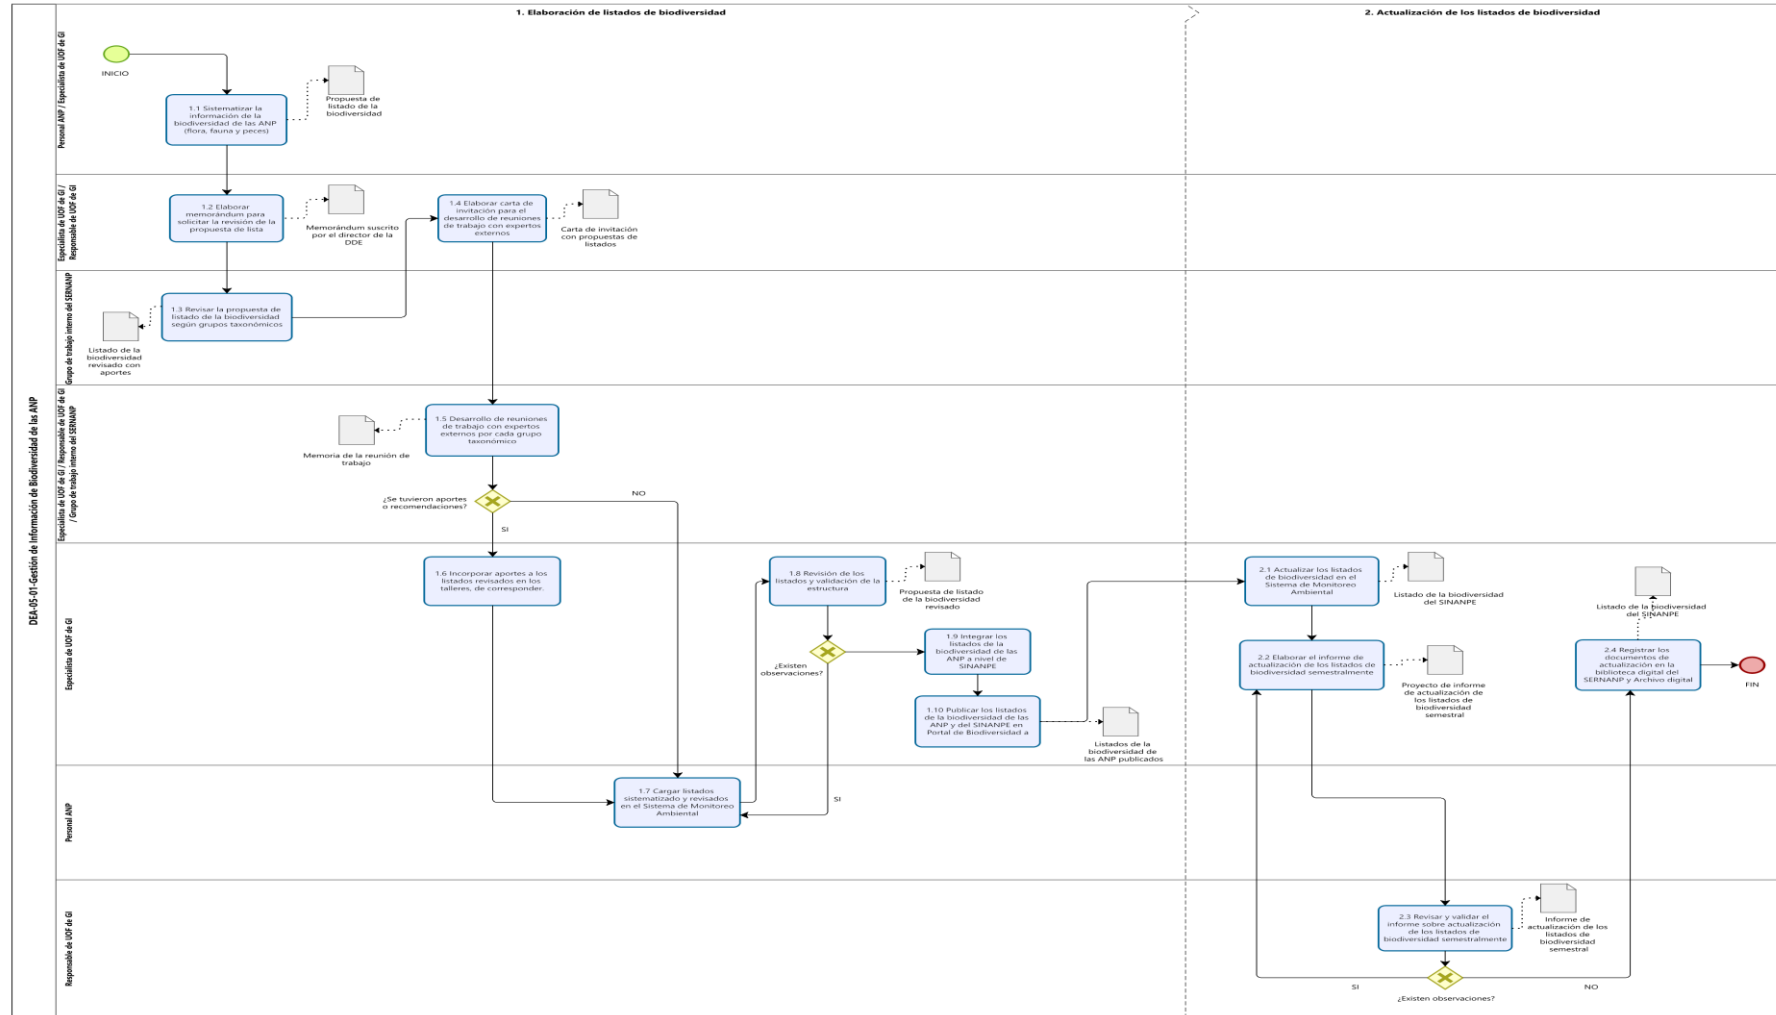 1. Elaboración de listados de biodiversidad
2. Actualización de los listados de biodiversidad
DEA-05-01-Gestión de Información de Biodiversidad de las ANP
Personal ANP / Especialista de UOF de GI
INICIO
1.1 Sistematizar la
información de la
biodiversidad de las ANP
(flora, fauna y peces)
Propuesta de
listado de la
biodiversidad
Especialista de UOF de GI /
Responsable de UOF de GI
1.2 Elaborar
memorándum para
solicitar la revisión de la
propuesta de lista
Memorándum suscrito
por el director de la
DDE
1.4 Elaborar carta de
invitación para el
desarrollo de reuniones
de trabajo con expertos
externos
Carta de invitación
con propuestas de
listados
Grupo de trabajo interno del SERNANP
1.3 Revisar la propuesta de
listado de la biodiversidad
según grupos taxonómicos
Listado de la
biodiversidad
revisado con
aportes
Especialista de UOF de GI / Responsable de UOF de GI
/ Grupo de trabajo interno del SERNANP
1.5 Desarrollo de reuniones
de trabajo con expertos
externos por cada grupo
taxonómico
Memoria de la reunión de
trabajo
¿Se tuvieron aportes
o recomendaciones?
NO
SI
Especialista de UOF de GI
1.6 Incorporar aportes a los
listados revisados en los
talleres, de corresponder.
1.8 Revisión de los
listados y validación de la
estructura
Propuesta de listado
de la biodiversidad
revisado
¿Existen
observaciones?
1.9 Integrar los
listados de la
biodiversidad de las
ANP a nivel de
SINANPE
1.10 Publicar los listados
de la biodiversidad de las
ANP y del SINANPE en
Portal de Biodiversidad a
Listados de la
biodiversidad de
las ANP publicados
2.1 Actualizar los listados
de biodiversidad en el
Sistema de Monitoreo
Ambiental
Listado de la biodiversidad
del SINANPE
2.2 Elaborar el informe de
actualización de los listados de
biodiversidad semestralmente
Proyecto de informe
de actualización de
los listados de
biodiversidad
semestral
Listado de la biodiversidad
del SINANPE
2.4 Registrar los
documentos de
actualización en la
biblioteca digital del
SERNANP y Archivo digital
FIN
Personal ANP
1.7 Cargar listados
sistematizado y revisados
en el Sistema de Monitoreo
Ambiental
SI
Responsable de UOF de GI
2.3 Revisar y validar el
informe sobre actualización
de los listados de
biodiversidad semestralmente
Informe de
actualización de los
listados de
biodiversidad
semestral
SI
NO
¿Existen observaciones?